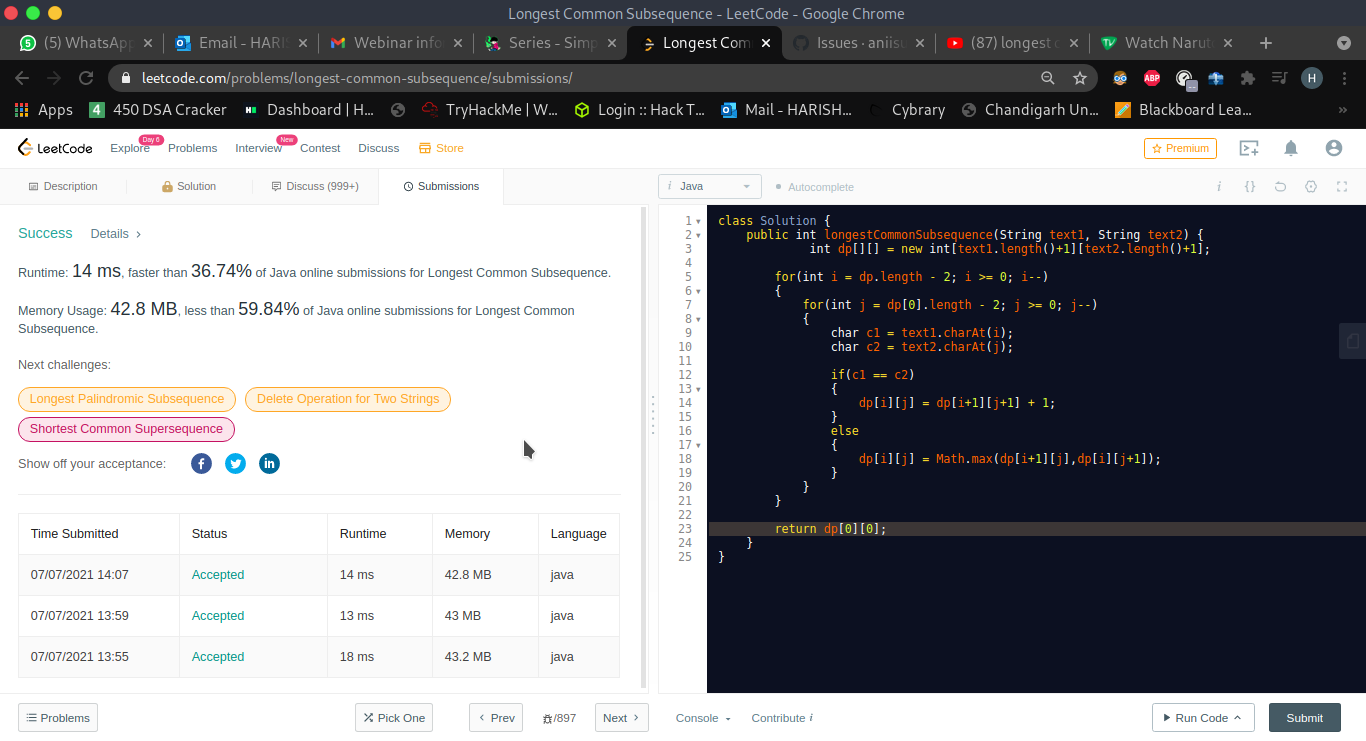 Longest Common Subsequence - LeetCode - Google Chrome
(5) WhatsApp
Email - HARIS
Webinar info
Series - Simp
Longest Com
Issues · aniisu
(87) longest c
Watch Narut
leetcode.com/problems/longest-common-subsequence/submissions/
ABP
H
Apps
4 450 DSA Cracker
Dashboard | H...
TryHackMe | W...
Login :: Hack T...
Mail - HARISH...
Cybrary
Chandigarh Un...
Blackboard Lea...
»
LeetCode
Explore
Day 6
Problems
Interview
New
Contest
Discuss
Store
Premium
Description
Solution
Discuss (999+)
Submissions
i Java
Autocomplete
i {}
Success Details >
Runtime: 14 ms, faster than 36.74% of Java online submissions for Longest Common Subsequence.
Memory Usage: 42.8 MB, less than 59.84% of Java online submissions for Longest Common
Subsequence.
Next challenges:
Longest Palindromic Subsequence
Delete Operation for Two Strings
Shortest Common Supersequence
Show off your acceptance:
Time Submitted Status Runtime Memory Language
07/07/2021 14:07 Accepted 14 ms 42.8 MB java
07/07/2021 13:59 Accepted 13 ms 43 MB java
07/07/2021 13:55 Accepted 18 ms 43.2 MB java
1 class Solution {
2 public int longestCommonSubsequence(String text1, String text2) {
3 int dp[][] = new int[text1.length()+1][text2.length()+1];
4
5 for(int i = dp.length - 2; i >= 0; i--)
6 {
7 for(int j = dp[0].length - 2; j >= 0; j--)
8 {
9 char c1 = text1.charAt(i);
10 char c2 = text2.charAt(j);
11
12 if(c1 == c2)
13 {
14 dp[i][j] = dp[i+1][j+1] + 1;
15 }
16 else
17 {
18 dp[i][j] = Math.max(dp[i+1][j],dp[i][j+1]);
19 }
20 }
21 }
22
23 return dp[0][0];
24 }
25 }
Problems
Pick One
< Prev
/897
Next >
Console
Contribute i
Run Code
Submit